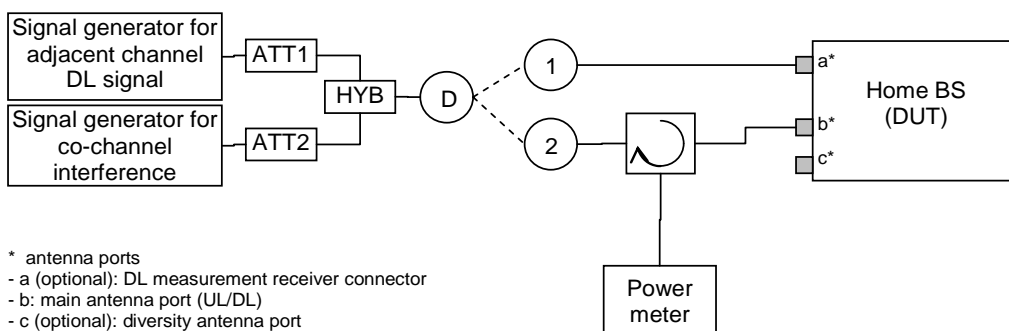 Signal generator for
adjacent channel
DL signal
ATT1
HYB
D
1
2
a*
b*
c*
Home BS
(DUT)
Signal generator for
co-channel
interference
ATT2
Power
meter
* antenna ports
- a (optional): DL measurement receiver connector
- b: main antenna port (UL/DL)
- c (optional): diversity antenna port